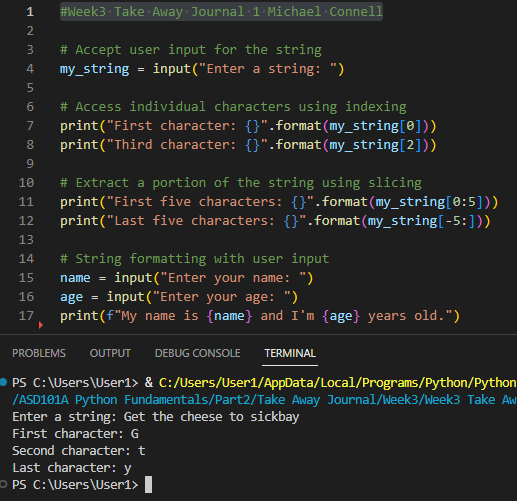 1 #Week3 Take Away Journal 1 Michael Connell
2
3 # Accept user input for the string
4 my_string = input("Enter a string: ")
5
6 # Access individual characters using indexing
7 print("First character: {}".format(my_string[0]))
8 print("Third character: {}".format(my_string[2]))
9
10 # Extract a portion of the string using slicing
11 print("First five characters: {}".format(my_string[0:5]))
12 print("Last five characters: {}".format(my_string[-5:]))
13
14 # String formatting with user input
15 name = input("Enter your name: ")
16 age = input("Enter your age: ")
17 print(f"My name is {name} and I'm {age} years old.")
PROBLEMS OUTPUT DEBUG CONSOLE TERMINAL
PS C:\Users\User1> & C:/Users/User1/AppData/Local/Programs/Python/Python
/ASD101A Python Fundamentals/Part2/Take Away Journal/Week3/Week3 Take Aw
Enter a string: Get the cheese to sickbay
First character: G
Second character: t
Last character: y
PS C:\Users\User1>